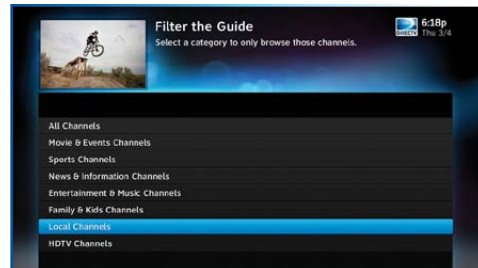 Filter the Guide
Select a category to only browse those channels.
DIRECTV
6:18p
Thu 3/4
All Channels
Movie & Events Channels
Sports Channels
News & Information Channels
Entertainment & Music Channels
Family & Kids Channels
Local Channels
HDTV Channels